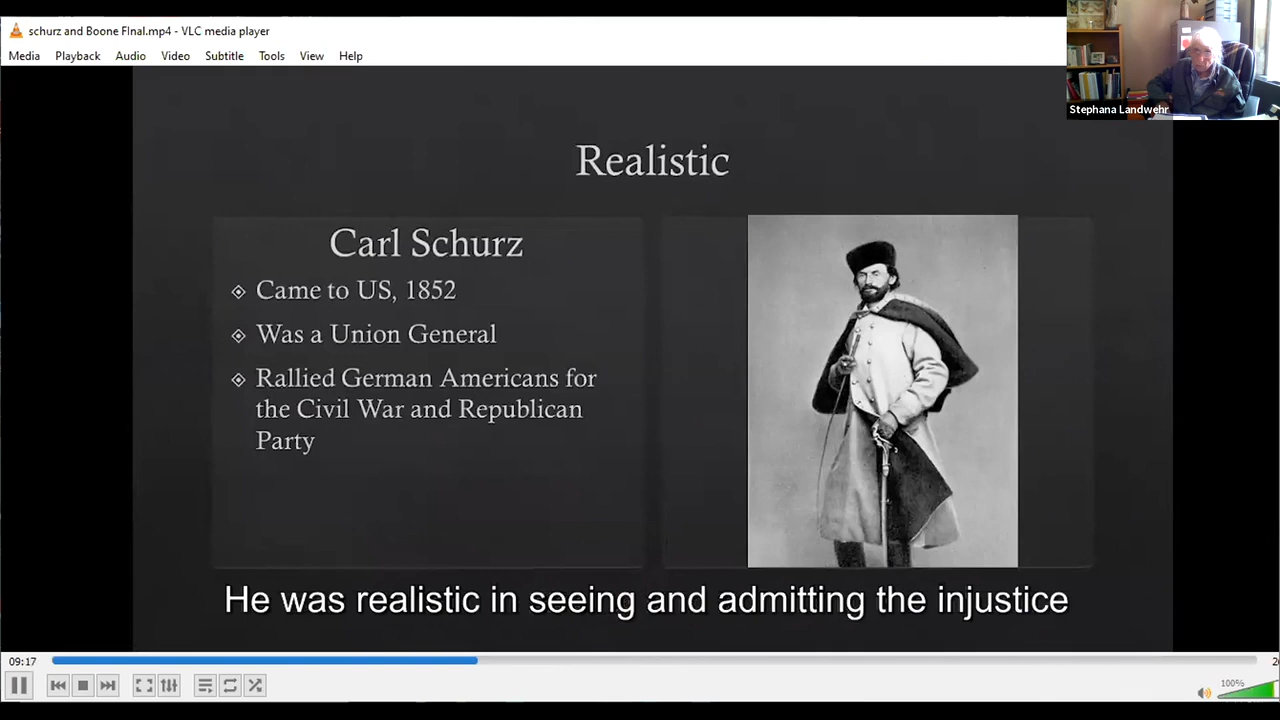 schurz and Boone FInal.mp4 - VLC media player
Media Playback Audio Video Subtitle Tools View Help
Stephana Landwehr
Realistic
Carl Schurz
Came to US, 1852
Was a Union General
Rallied German Americans for
the Civil War and Republican
Party
He was realistic in seeing and admitting the injustice
09:17
100%